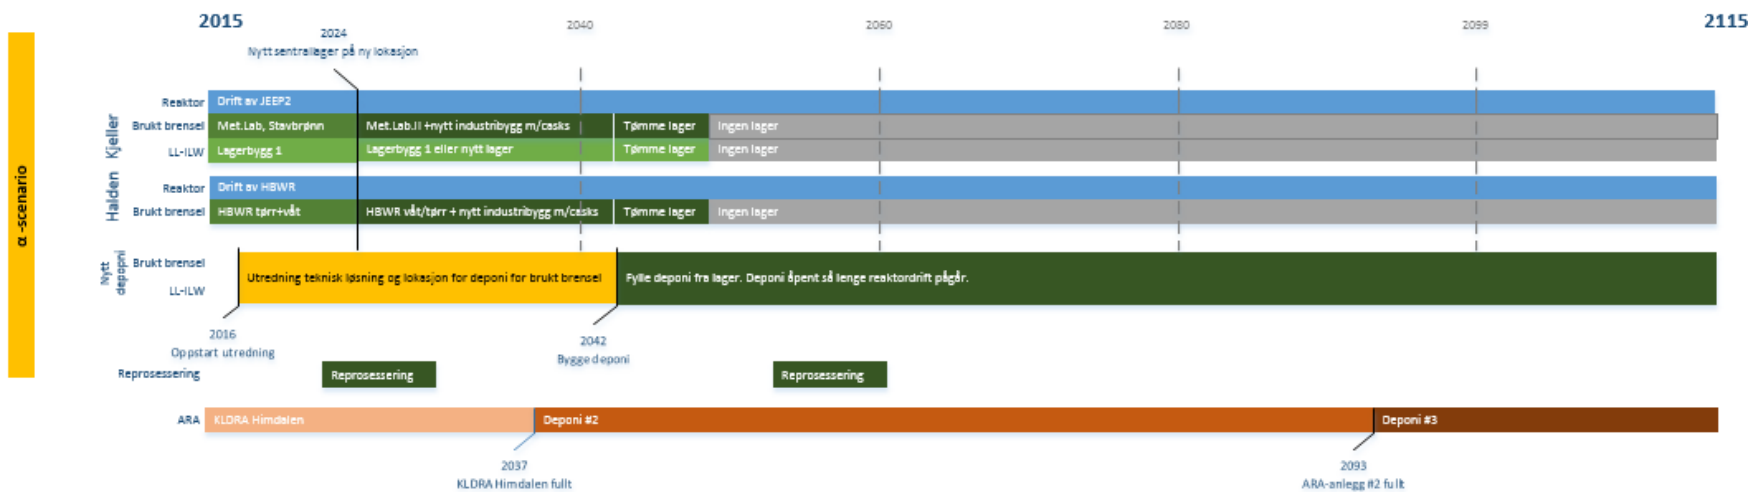 2015
2024
Nytt sentrallager på ny lokasjon
2040
2060
2080
2099
2115
α -scenario
Kjeller
Reaktor
Drift av JEEP2
Brukt brensel
Met.Lab, Stavbrønn
Met.Lab.II +nytt industribygg m/casks
Tømme lager
Ingen lager
LL-ILW
Lagerbygg 1
Lagerbygg 1 eller nytt lager
Tømme lager
Ingen lager
Halden
Reaktor
Drift av HBWR
Brukt brensel
HBWR tørr+våt
HBWR våt/tørr + nytt industribygg m/casks
Tømme lager
Ingen lager
Nytt
depopni
Brukt brensel
LL-ILW
Utredning teknisk løsning og lokasjon for deponi for brukt brensel
Fylle deponi fra lager. Deponi åpent så lenge reaktordrift pågår.
2016
Oppstart utredning
2042
Bygge deponi
Reprosessering
Reprosessering
Reprosessering
ARA
KLDRA Himdalen
Deponi #2
Deponi #3
2037
KLDRA Himdalen fullt
2093
ARA-anlegg #2 fullt